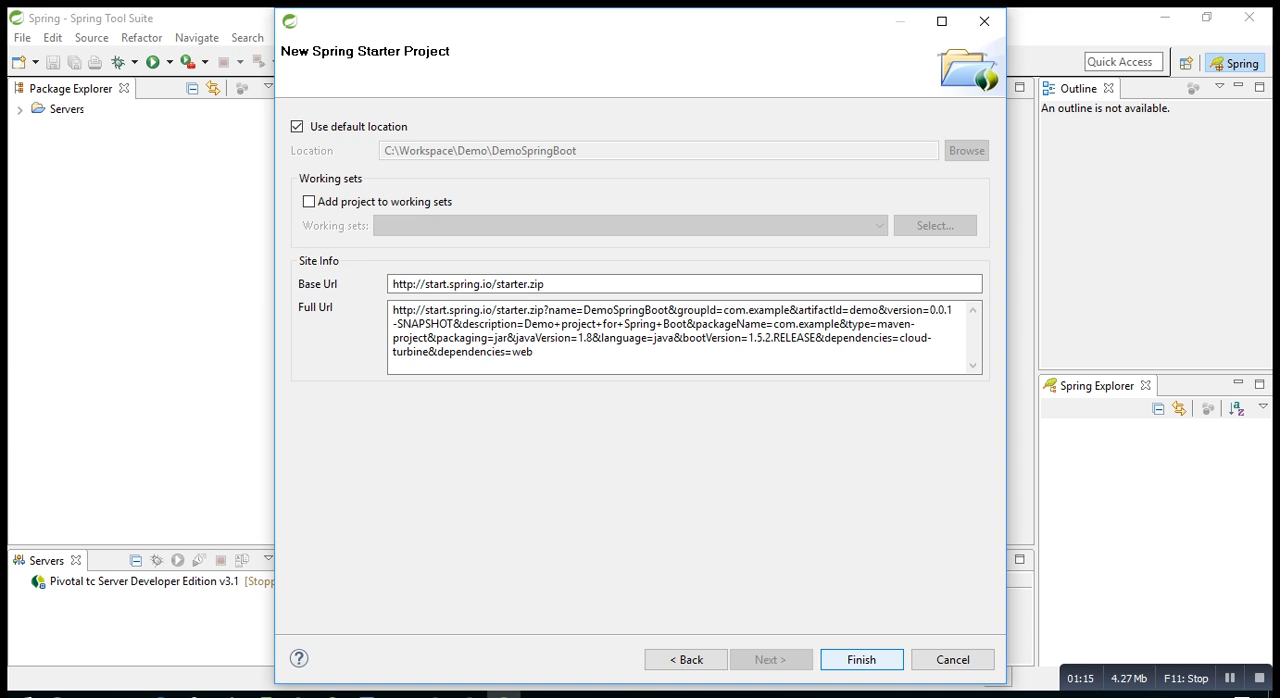 Spring - Spring Tool Suite
File Edit Source Refactor Navigate Search
New Spring Starter Project
Quick Access
Spring
Package Explorer
Servers
Outline
An outline is not available.
Use default location
Location C:\Workspace\Demo\DemoSpringBoot Browse
Working sets
Add project to working sets
Working sets: Select...
Site Info
Base Url http://start.spring.io/starter.zip
Full Url http://start.spring.io/starter.zip?name=DemoSpringBoot&groupId=com.example&artifactId=demo&version=0.0.1
-SNAPSHOT&description=Demo+project+for+Spring+Boot&packageName=com.example&type=maven-
project&packaging=jar&javaVersion=1.8&language=java&bootVersion=1.5.2.RELEASE&dependencies=cloud-
turbine&dependencies=web
Spring Explorer
Servers
Pivotal tc Server Developer Edition v3.1 [Stopp
< Back Next > Finish Cancel
01:15 4.27 Mb F11: Stop